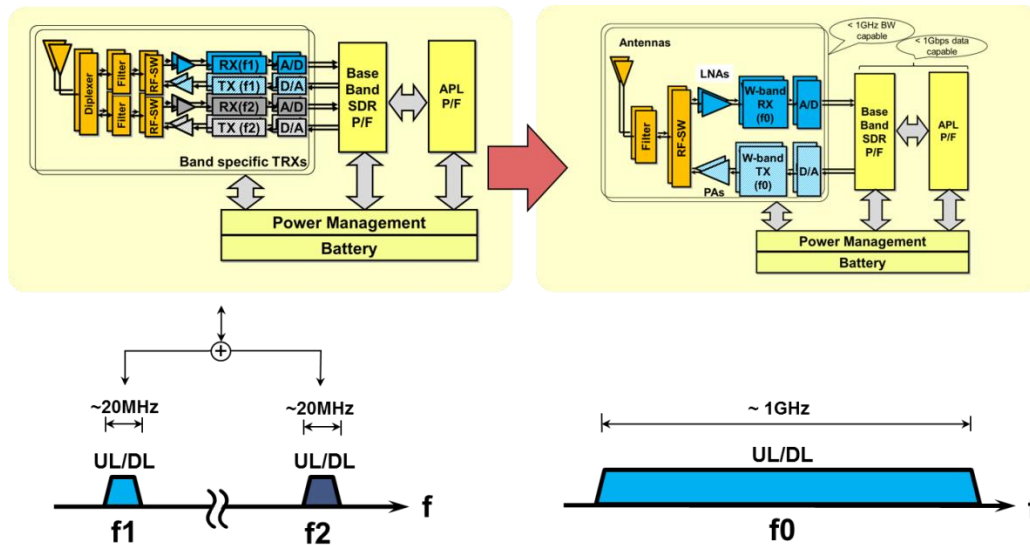 Diplexer
Filter
Filter
RF-SW
RF-SW
RX(f1)
A/D
TX (f1)
D/A
RX(f2)
A/D
TX (f2)
D/A
Band specific TRXs
Base
Band
SDR
P/F
APL
P/F
Power Management
Battery
Antennas
Filter
RF-SW
LNAs
PAs
W-band
RX
(f0)
A/D
W-band
TX
(f0)
D/A
< 1GHz BW
capable
< 1Gbps data
capable
Base
Band
SDR
P/F
APL
P/F
Power Management
Battery
~20MHz
~20MHz
UL/DL
UL/DL
f
f1
f2
~ 1GHz
UL/DL
f0
f